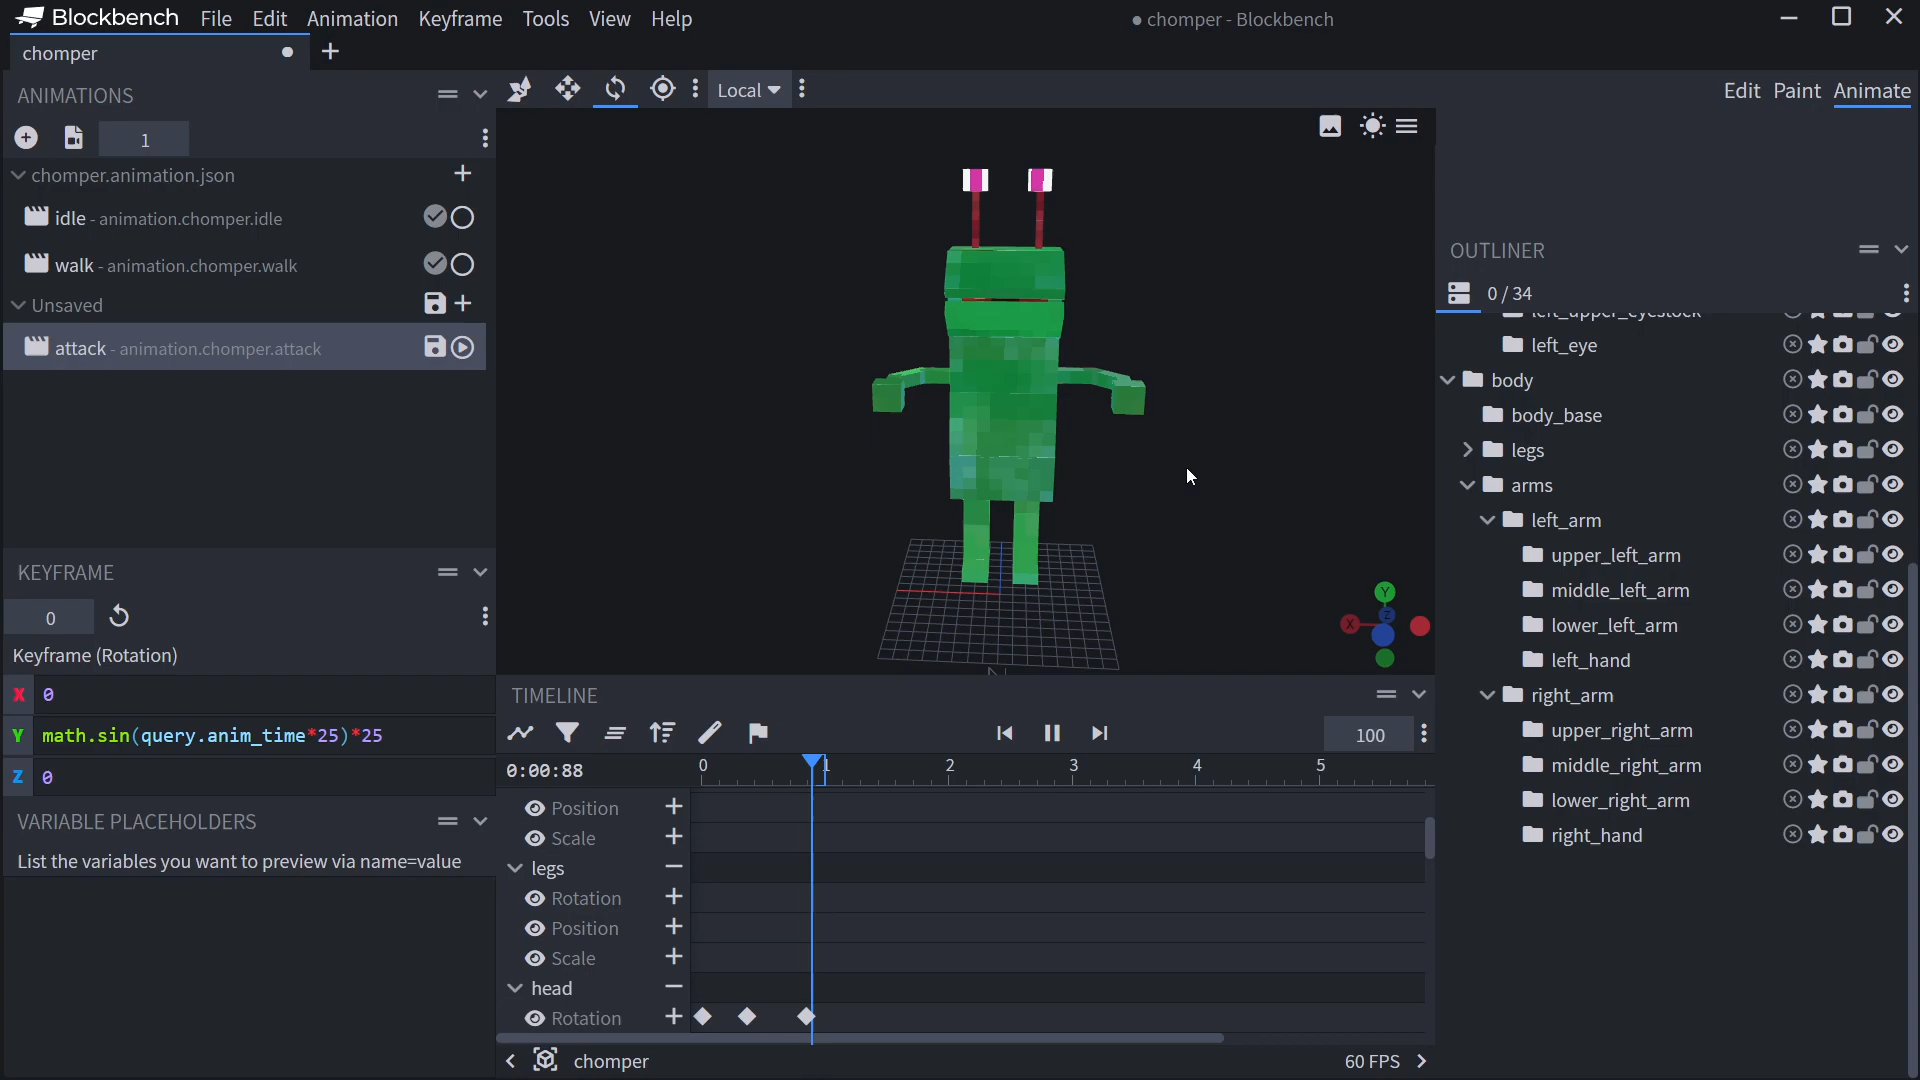 Blockbench File Edit Animation Keyframe Tools View Help
● chomper - Blockbench
chomper
ANIMATIONS
Local
Edit Paint Animate
1
chomper.animation.json
idle - animation.chomper.idle
walk - animation.chomper.walk
Unsaved
attack - animation.chomper.attack
OUTLINER
0 / 34
left_upper_eyestock
left_eye
body
body_base
legs
arms
left_arm
upper_left_arm
middle_left_arm
lower_left_arm
left_hand
right_arm
upper_right_arm
middle_right_arm
lower_right_arm
right_hand
Y
Z
X
KEYFRAME
0
Keyframe (Rotation)
X 0
Y math.sin(query.anim_time*25)*25
Z 0
VARIABLE PLACEHOLDERS
List the variables you want to preview via name=value
TIMELINE
100
0:00:88
0 1 2 3 4 5
Position
Scale
legs
Rotation
Position
Scale
head
Rotation
chomper
60 FPS